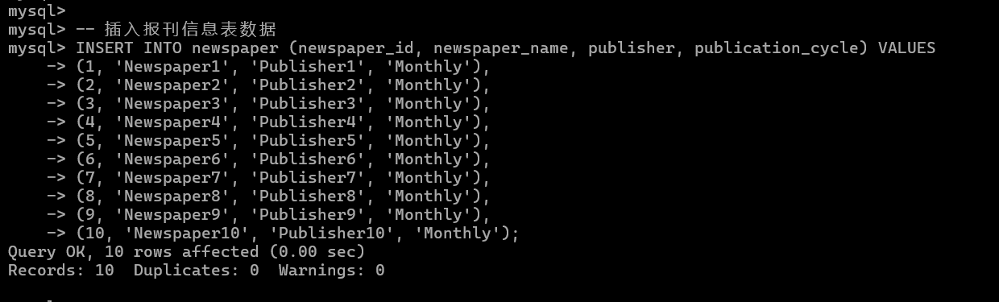 mysql>
mysql> -- 插入报刊信息表数据
mysql> INSERT INTO newspaper (newspaper_id, newspaper_name, publisher, publication_cycle) VALUES
    -> (1, 'Newspaper1', 'Publisher1', 'Monthly'),
    -> (2, 'Newspaper2', 'Publisher2', 'Monthly'),
    -> (3, 'Newspaper3', 'Publisher3', 'Monthly'),
    -> (4, 'Newspaper4', 'Publisher4', 'Monthly'),
    -> (5, 'Newspaper5', 'Publisher5', 'Monthly'),
    -> (6, 'Newspaper6', 'Publisher6', 'Monthly'),
    -> (7, 'Newspaper7', 'Publisher7', 'Monthly'),
    -> (8, 'Newspaper8', 'Publisher8', 'Monthly'),
    -> (9, 'Newspaper9', 'Publisher9', 'Monthly'),
    -> (10, 'Newspaper10', 'Publisher10', 'Monthly');
Query OK, 10 rows affected (0.00 sec)
Records: 10  Duplicates: 0  Warnings: 0